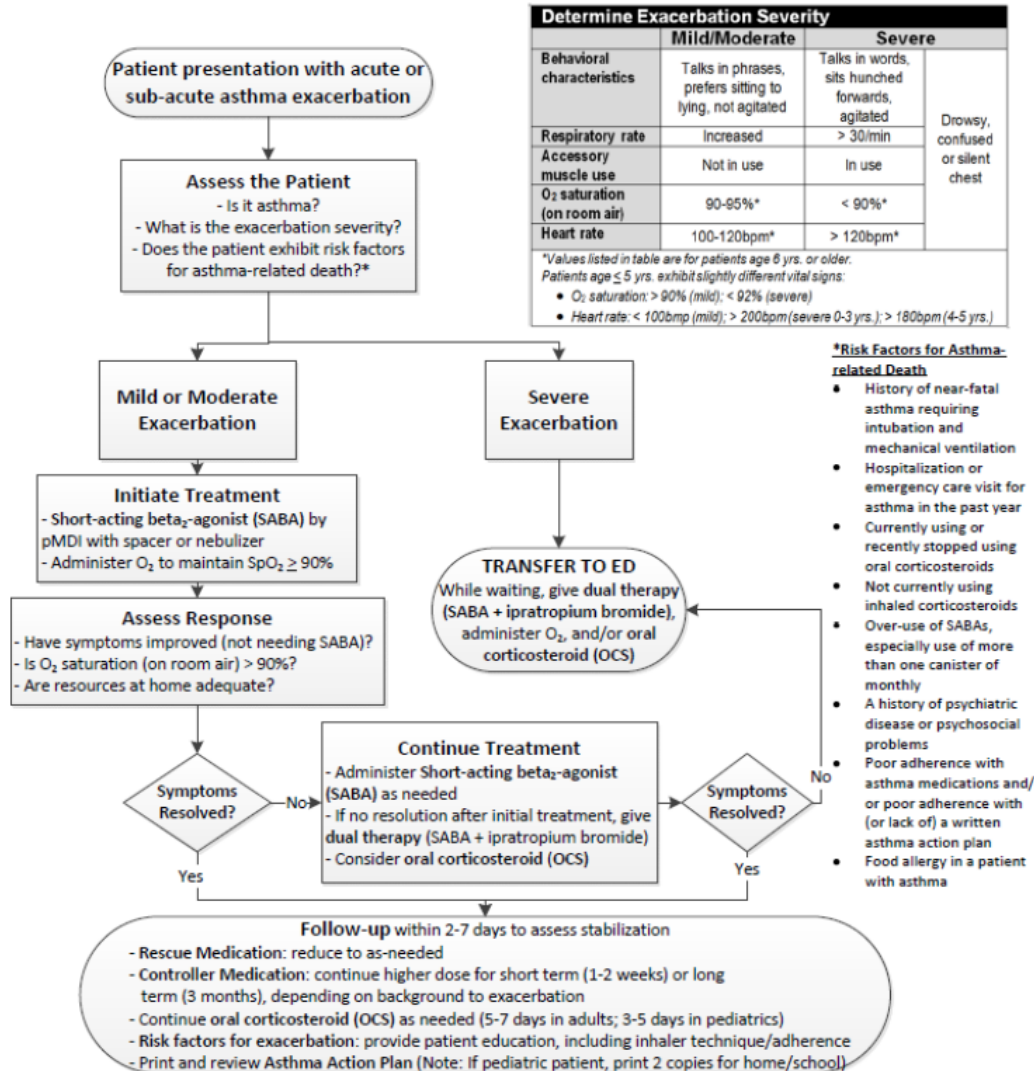 Determine Exacerbation Severity
Mild/Moderate
Severe
Behavioral
characteristics
Talks in phrases,
prefers sitting to
lying, not agitated
Talks in words,
sits hunched
forwards,
agitated
Drowsy,
confused
or silent
chest
Respiratory rate
Increased
> 30/min
Accessory
muscle use
Not in use
In use
O₂ saturation
(on room air)
90-95%*
< 90%*
Heart rate
100-120bpm*
> 120bpm*
*Values listed in table are for patients age 6 yrs. or older.
Patients age ≤ 5 yrs. exhibit slightly different vital signs:
• O₂ saturation: > 90% (mild); < 92% (severe)
• Heart rate: < 100bmp (mild); > 200bpm (severe 0-3 yrs.); > 180bpm (4-5 yrs.)
Patient presentation with acute or
sub-acute asthma exacerbation
Assess the Patient
- Is it asthma?
- What is the exacerbation severity?
- Does the patient exhibit risk factors
for asthma-related death?*
Mild or Moderate
Exacerbation
Severe
Exacerbation
Initiate Treatment
- Short-acting beta₂-agonist (SABA) by
pMDI with spacer or nebulizer
- Administer O₂ to maintain SpO₂ ≥ 90%
Assess Response
- Have symptoms improved (not needing SABA)?
- Is O₂ saturation (on room air) > 90%?
- Are resources at home adequate?
TRANSFER TO ED
While waiting, give dual therapy
(SABA + ipratropium bromide),
administer O₂, and/or oral
corticosteroid (OCS)
*Risk Factors for Asthma-
related Death
• History of near-fatal
asthma requiring
intubation and
mechanical ventilation
• Hospitalization or
emergency care visit for
asthma in the past year
• Currently using or
recently stopped using
oral corticosteroids
• Not currently using
inhaled corticosteroids
• Over-use of SABAs,
especially use of more
than one canister of
monthly
• A history of psychiatric
disease or psychosocial
problems
• Poor adherence with
asthma medications and/
or poor adherence with
(or lack of) a written
asthma action plan
• Food allergy in a patient
with asthma
Symptoms
Resolved?
No
Continue Treatment
- Administer Short-acting beta₂-agonist
(SABA) as needed
- If no resolution after initial treatment, give
dual therapy (SABA + ipratropium bromide)
- Consider oral corticosteroid (OCS)
Symptoms
Resolved?
No
Yes
Yes
Follow-up within 2-7 days to assess stabilization
- Rescue Medication: reduce to as-needed
- Controller Medication: continue higher dose for short term (1-2 weeks) or long
term (3 months), depending on background to exacerbation
- Continue oral corticosteroid (OCS) as needed (5-7 days in adults; 3-5 days in pediatrics)
- Risk factors for exacerbation: provide patient education, including inhaler technique/adherence
- Print and review Asthma Action Plan (Note: If pediatric patient, print 2 copies for home/school)